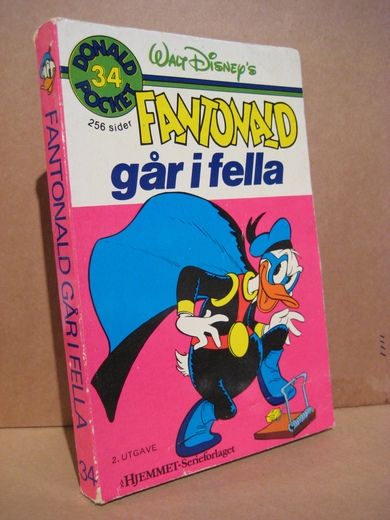 DONALD
34
POCKET
256 sider
WALT DISNEY'S
FANTONALD
går i fella
2. UTGAVE
A/S HJEMMET-Serieforlaget
FANTONALD GÅR I FELLA
34